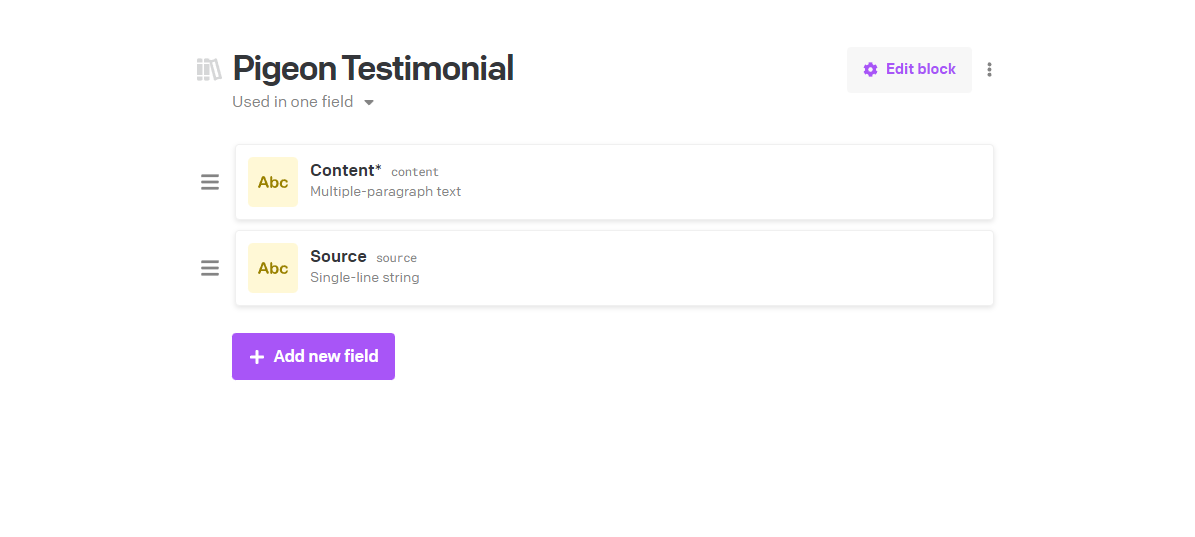 Pigeon Testimonial
Edit block
Used in one field
Abc
Content* content
Multiple-paragraph text
Abc
Source source
Single-line string
Add new field